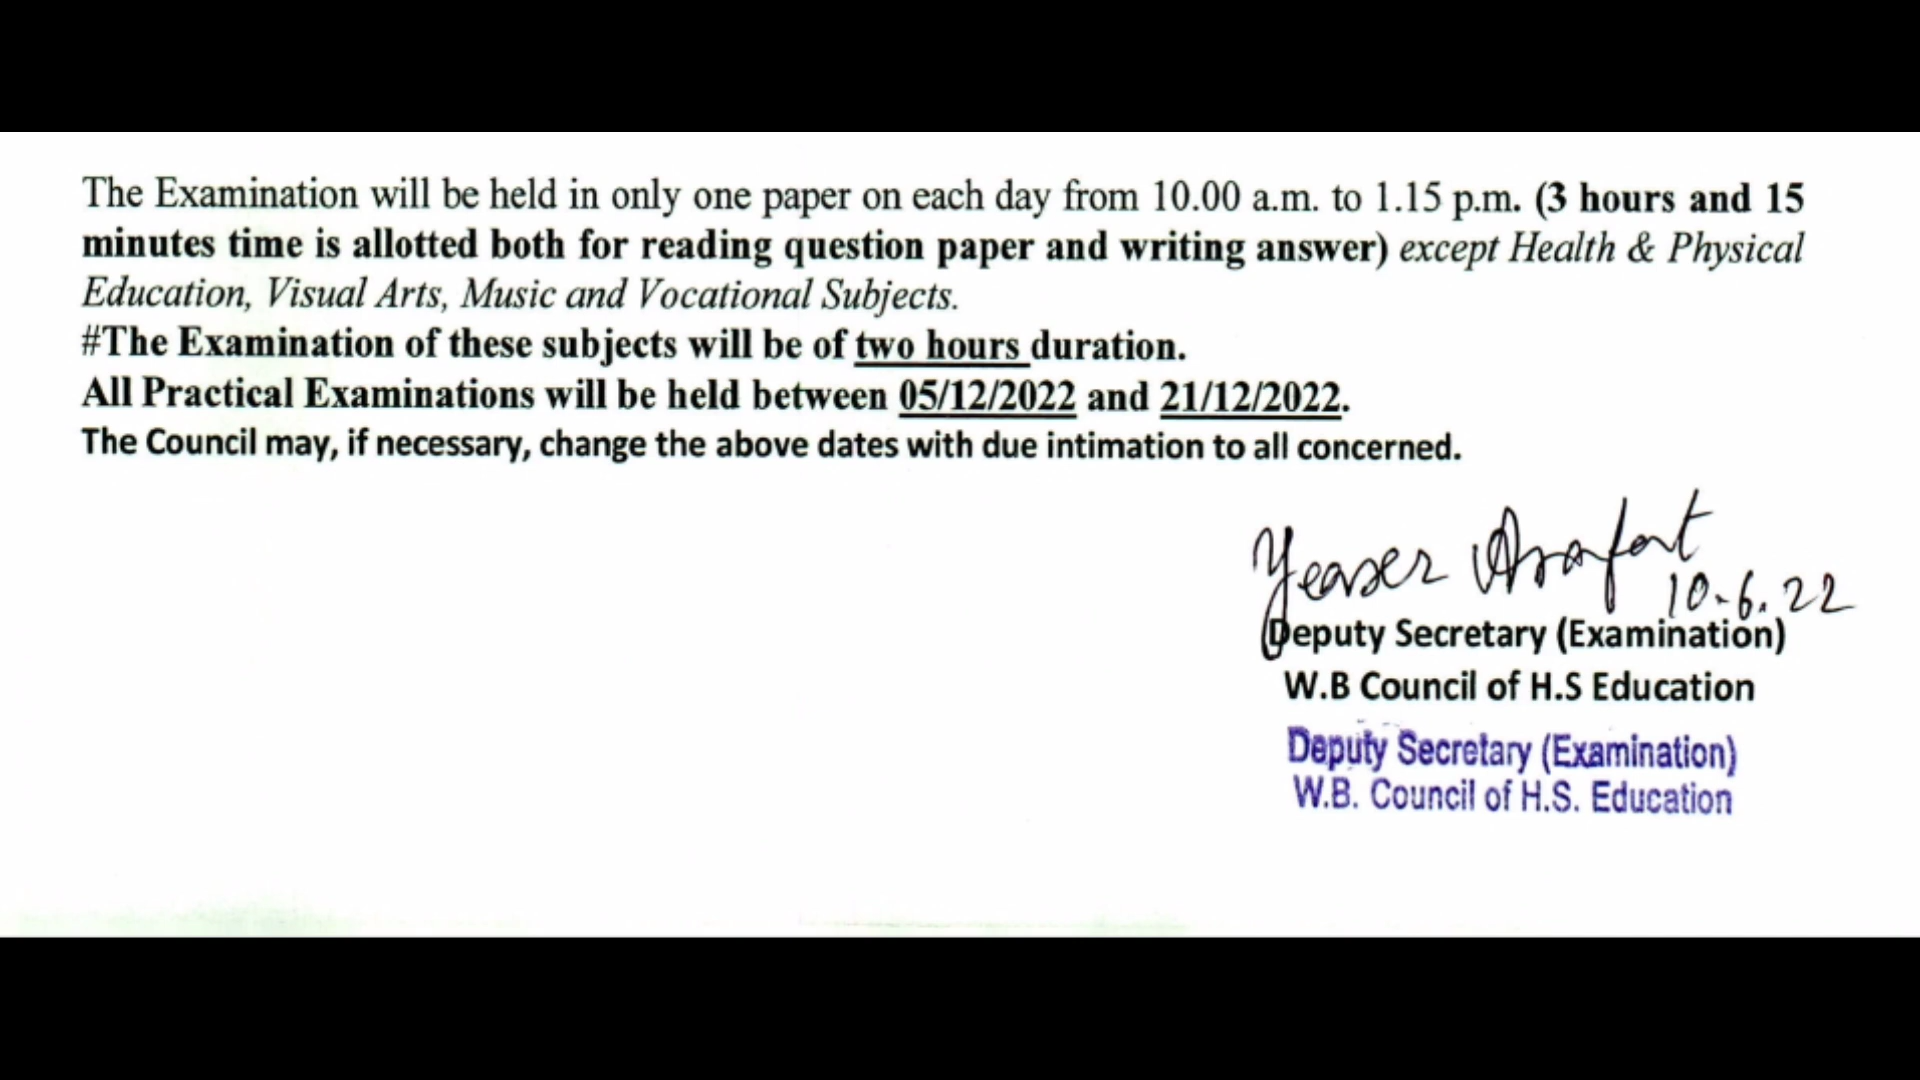 The Examination will be held in only one paper on each day from 10.00 a.m. to 1.15 p.m. (3 hours and 15
minutes time is allotted both for reading question paper and writing answer) except Health & Physical
Education, Visual Arts, Music and Vocational Subjects.
#The Examination of these subjects will be of two hours duration.
All Practical Examinations will be held between 05/12/2022 and 21/12/2022.
The Council may, if necessary, change the above dates with due intimation to all concerned.
Yeaser Arafat
10.6.22
Deputy Secretary (Examination)
W.B Council of H.S Education
Deputy Secretary (Examination)
W.B. Council of H.S. Education